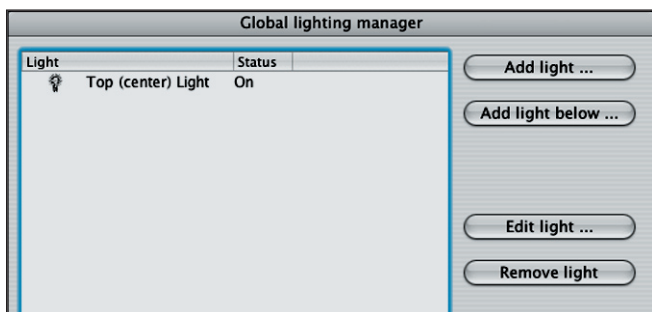 Global lighting manager
Light Status
Top (center) Light On
Add light ...
Add light below ...
Edit light ...
Remove light